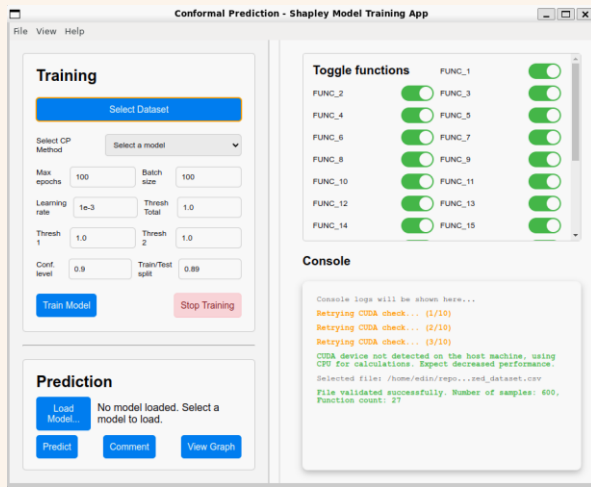 Conformal Prediction - Shapley Model Training App
File View Help
Training
Select Dataset
Select CP
Method
Select a model
Max
epochs
100
Batch
size
100
Learning
rate
1e-3
Thresh
Total
1.0
Thresh
1
1.0
Thresh
2
1.0
Conf.
level
0.9
Train/Test
split
0.89
Train Model
Stop Training
Prediction
Load
Model...
No model loaded. Select a
model to load.
Predict
Comment
View Graph
Toggle functions
FUNC_1
FUNC_2
FUNC_3
FUNC_4
FUNC_5
FUNC_6
FUNC_7
FUNC_8
FUNC_9
FUNC_10
FUNC_11
FUNC_12
FUNC_13
FUNC_14
FUNC_15
Console
Console logs will be shown here...
Retrying CUDA check... (1/10)
Retrying CUDA check... (2/10)
Retrying CUDA check... (3/10)
CUDA device not detected on the host machine, using
CPU for calculations. Expect decreased performance.
Selected file: /home/edin/repo...zed_dataset.csv
File validated successfully. Number of samples: 600,
Function count: 27